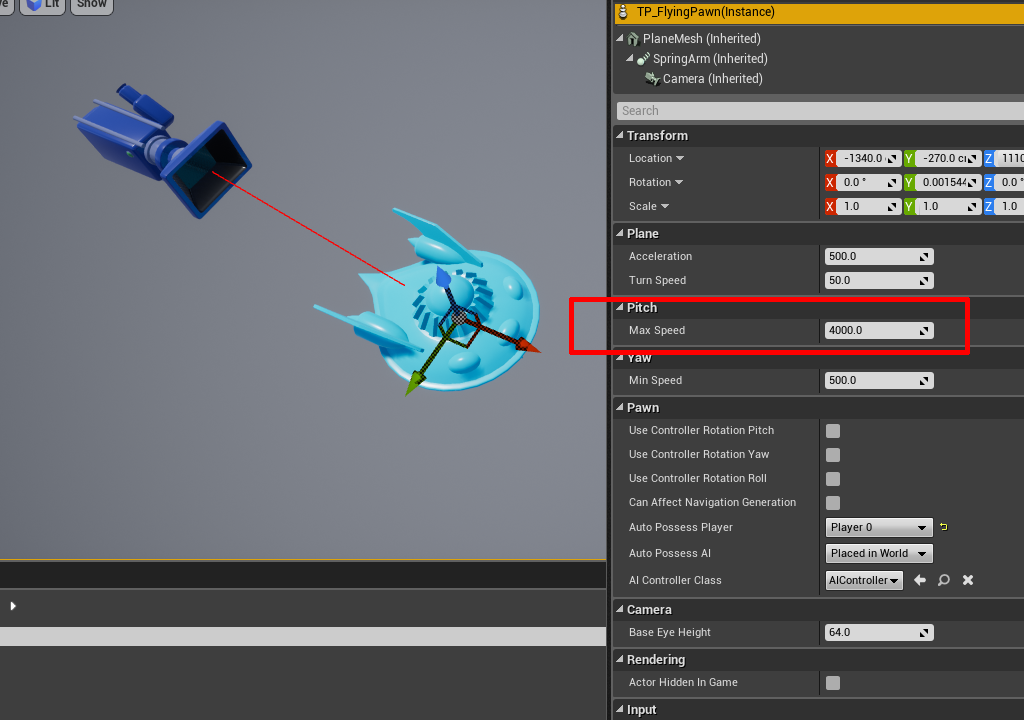 Lit
Show
TP_FlyingPawn(Instance)
PlaneMesh (Inherited)
SpringArm (Inherited)
Camera (Inherited)
Search
Transform
Location X -1340.0 Y -270.0 Z
Rotation X 0.0 ° Y 0.001544 Z 0.0 °
Scale X 1.0 Y 1.0 Z 1.0
Plane
Acceleration 500.0
Turn Speed 50.0
Pitch
Max Speed 4000.0
Yaw
Min Speed 500.0
Pawn
Use Controller Rotation Pitch
Use Controller Rotation Yaw
Use Controller Rotation Roll
Can Affect Navigation Generation
Auto Possess Player Player 0
Auto Possess AI Placed in World
AI Controller Class AIController
Camera
Base Eye Height 64.0
Rendering
Actor Hidden In Game
Input